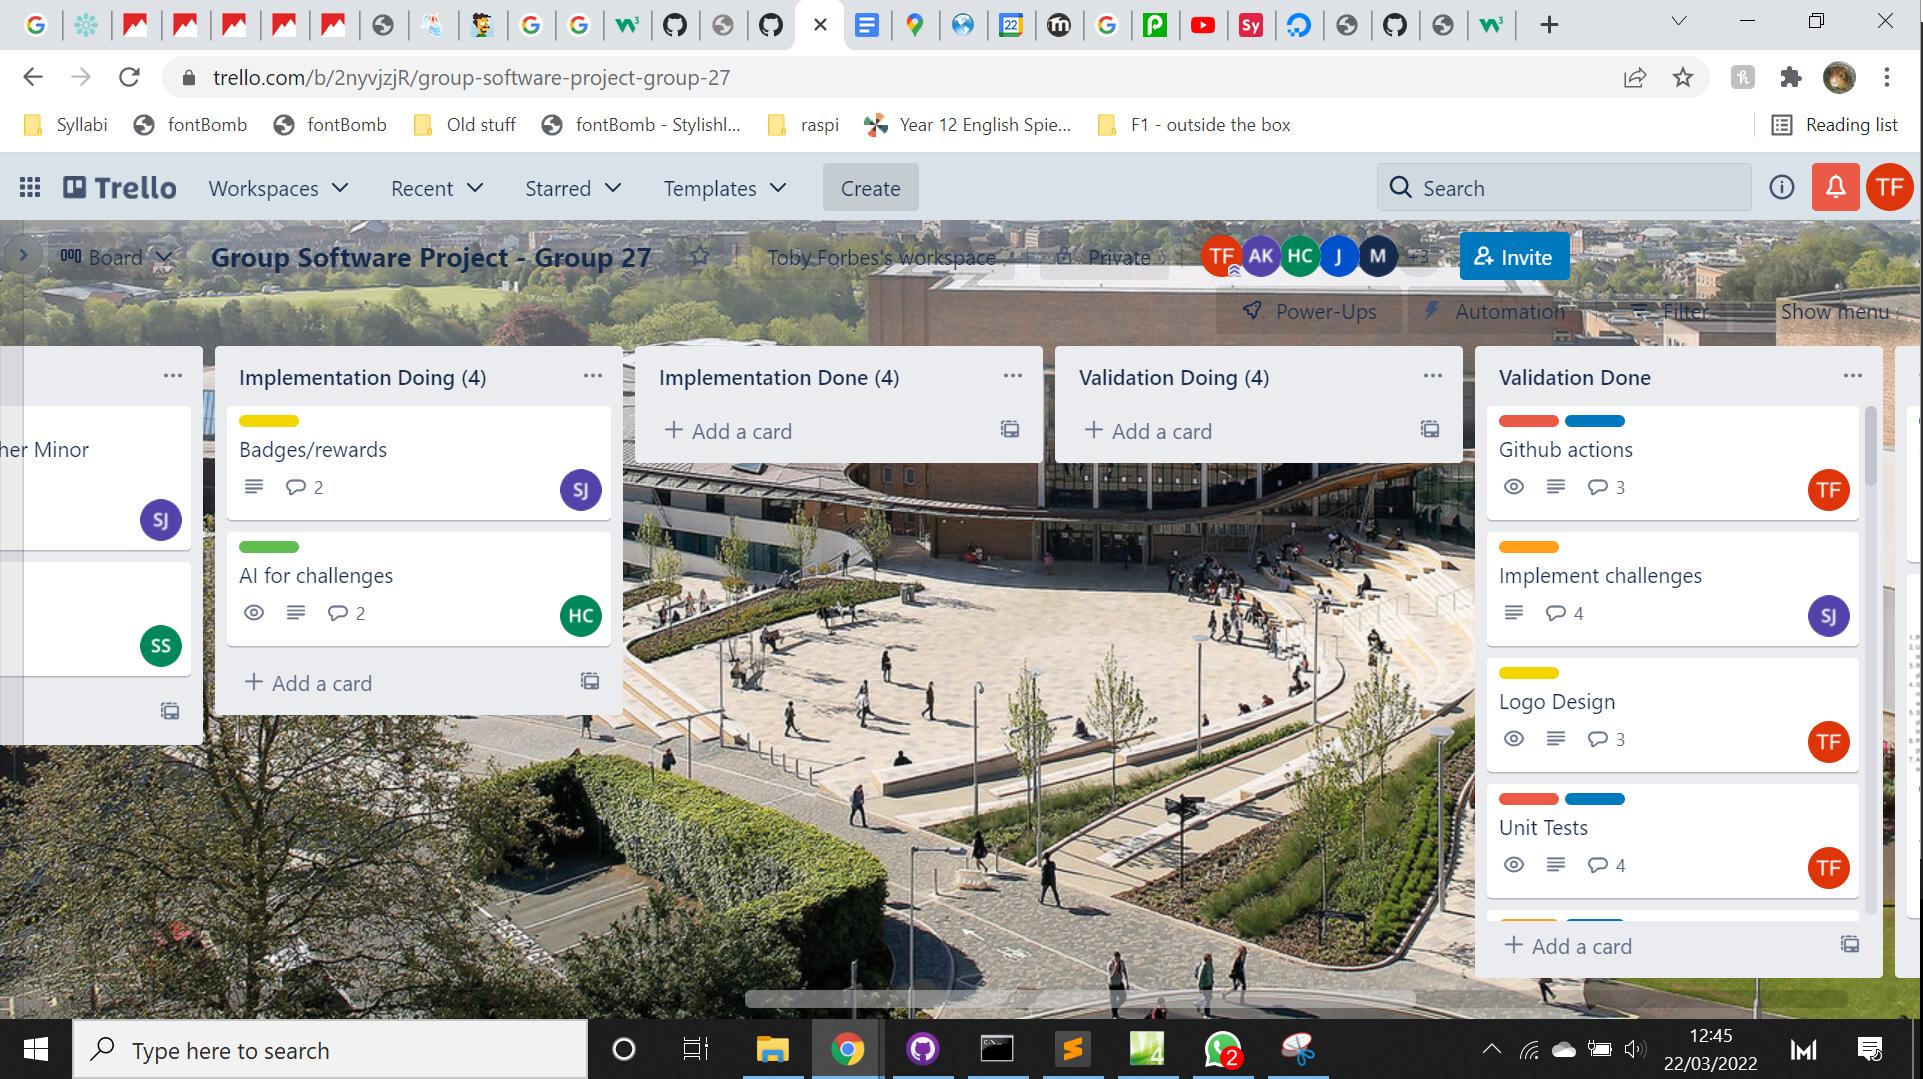 22
Sy
trello.com/b/2nyvjzjR/group-software-project-group-27
Syllabi fontBomb fontBomb Old stuff fontBomb - Stylishl... raspi Year 12 English Spie... F1 - outside the box Reading list
Trello Workspaces Recent Starred Templates Create Search TF
Board Group Software Project - Group 27 Toby Forbes's workspace Private TF AK HC J M +3 Invite
Power-Ups Automation Filter Show menu
her Minor
SJ
SS
Implementation Doing (4)
Badges/rewards
2 SJ
AI for challenges
2 HC
+ Add a card
Implementation Done (4)
+ Add a card
Validation Doing (4)
+ Add a card
Validation Done
Github actions
3 TF
Implement challenges
4 SJ
Logo Design
3 TF
Unit Tests
4 TF
+ Add a card
Type here to search
4
2
12:45
22/03/2022